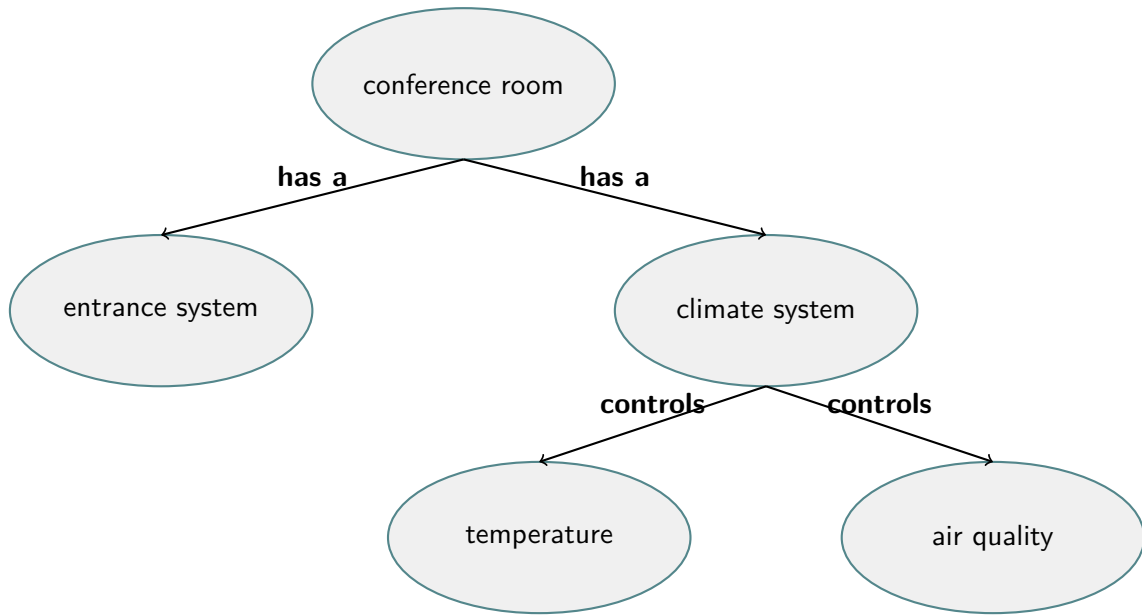 conference room
has a
has a
entrance system
climate system
controls
controls
temperature
air quality